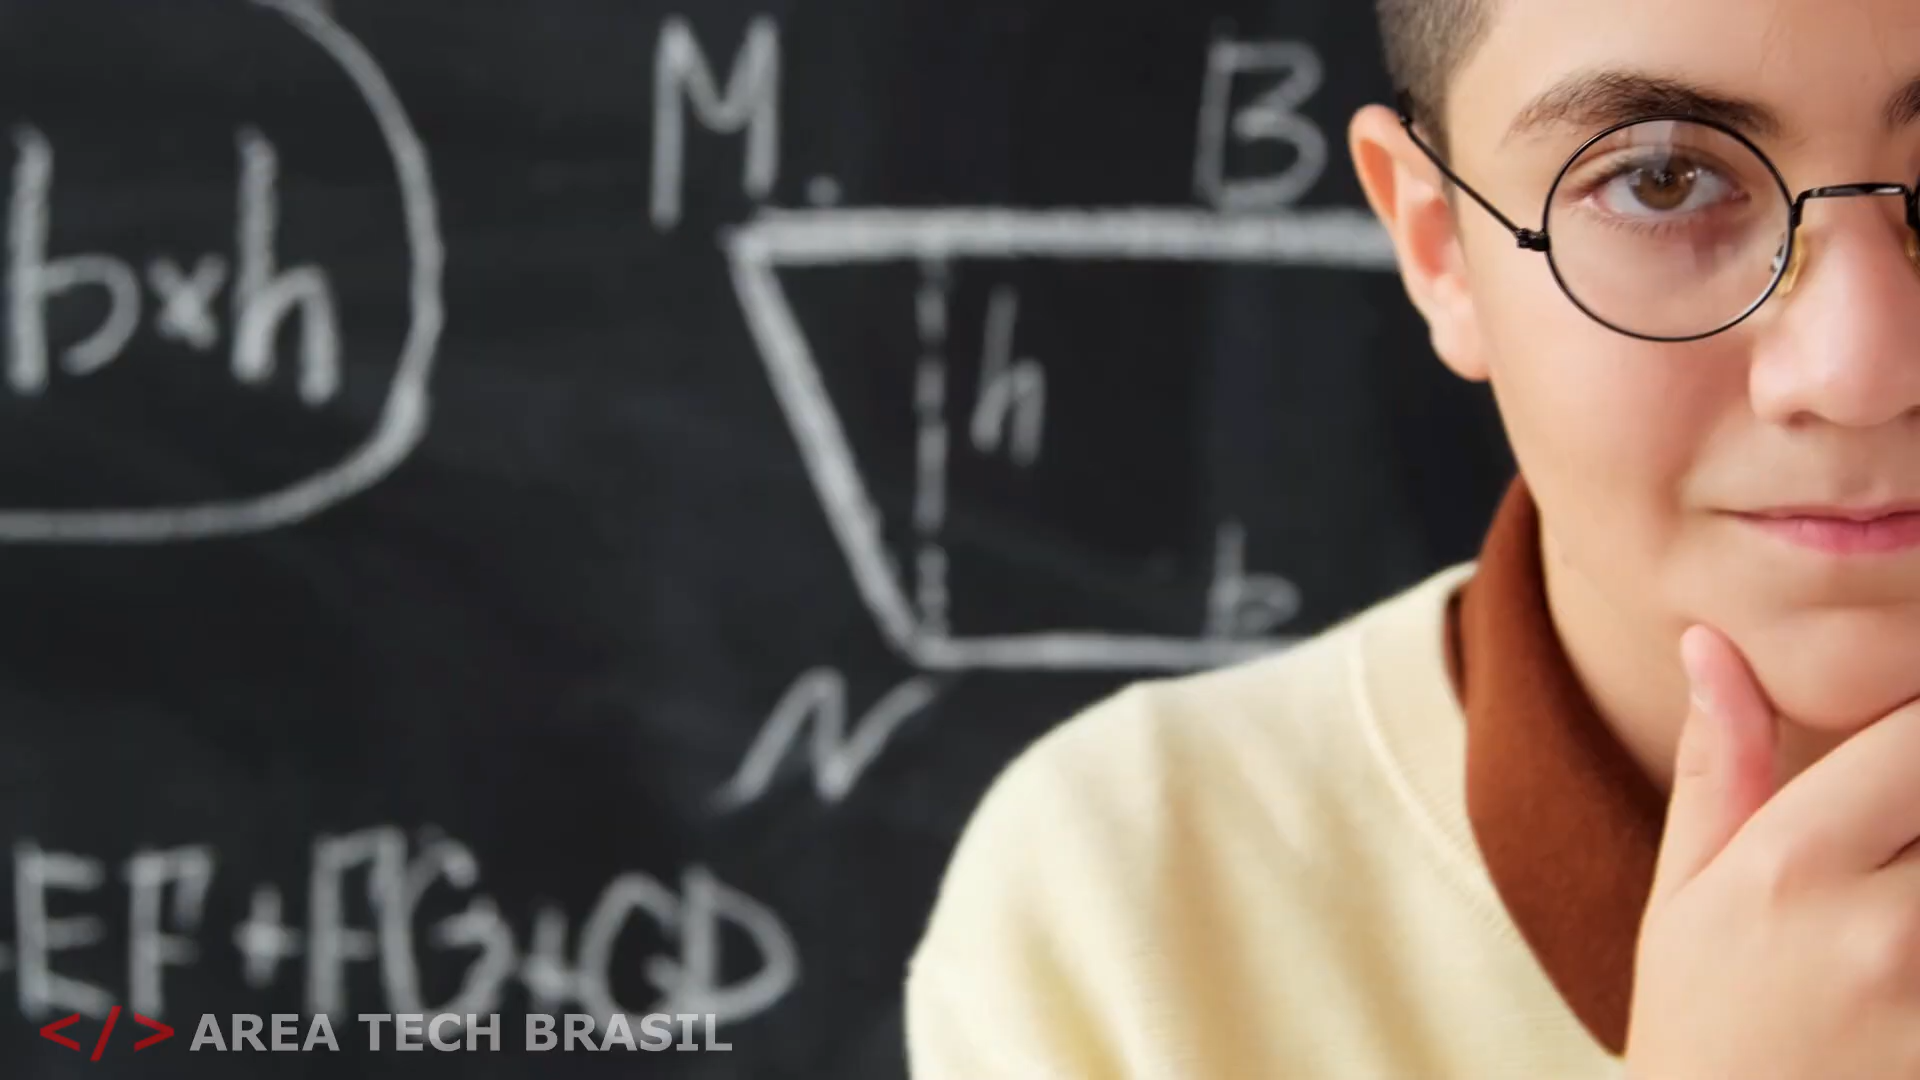 M. B
b×h
h
b
N
EF+FG+GD
</> AREA TECH BRASIL